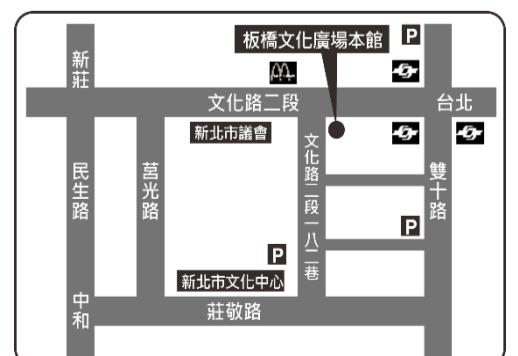 板橋文化廣場本館
P
新莊
文化路二段
台北
新北市議會
民生路
莒光路
文化路二段一八二巷
雙十路
P
P
新北市文化中心
中和
莊敬路